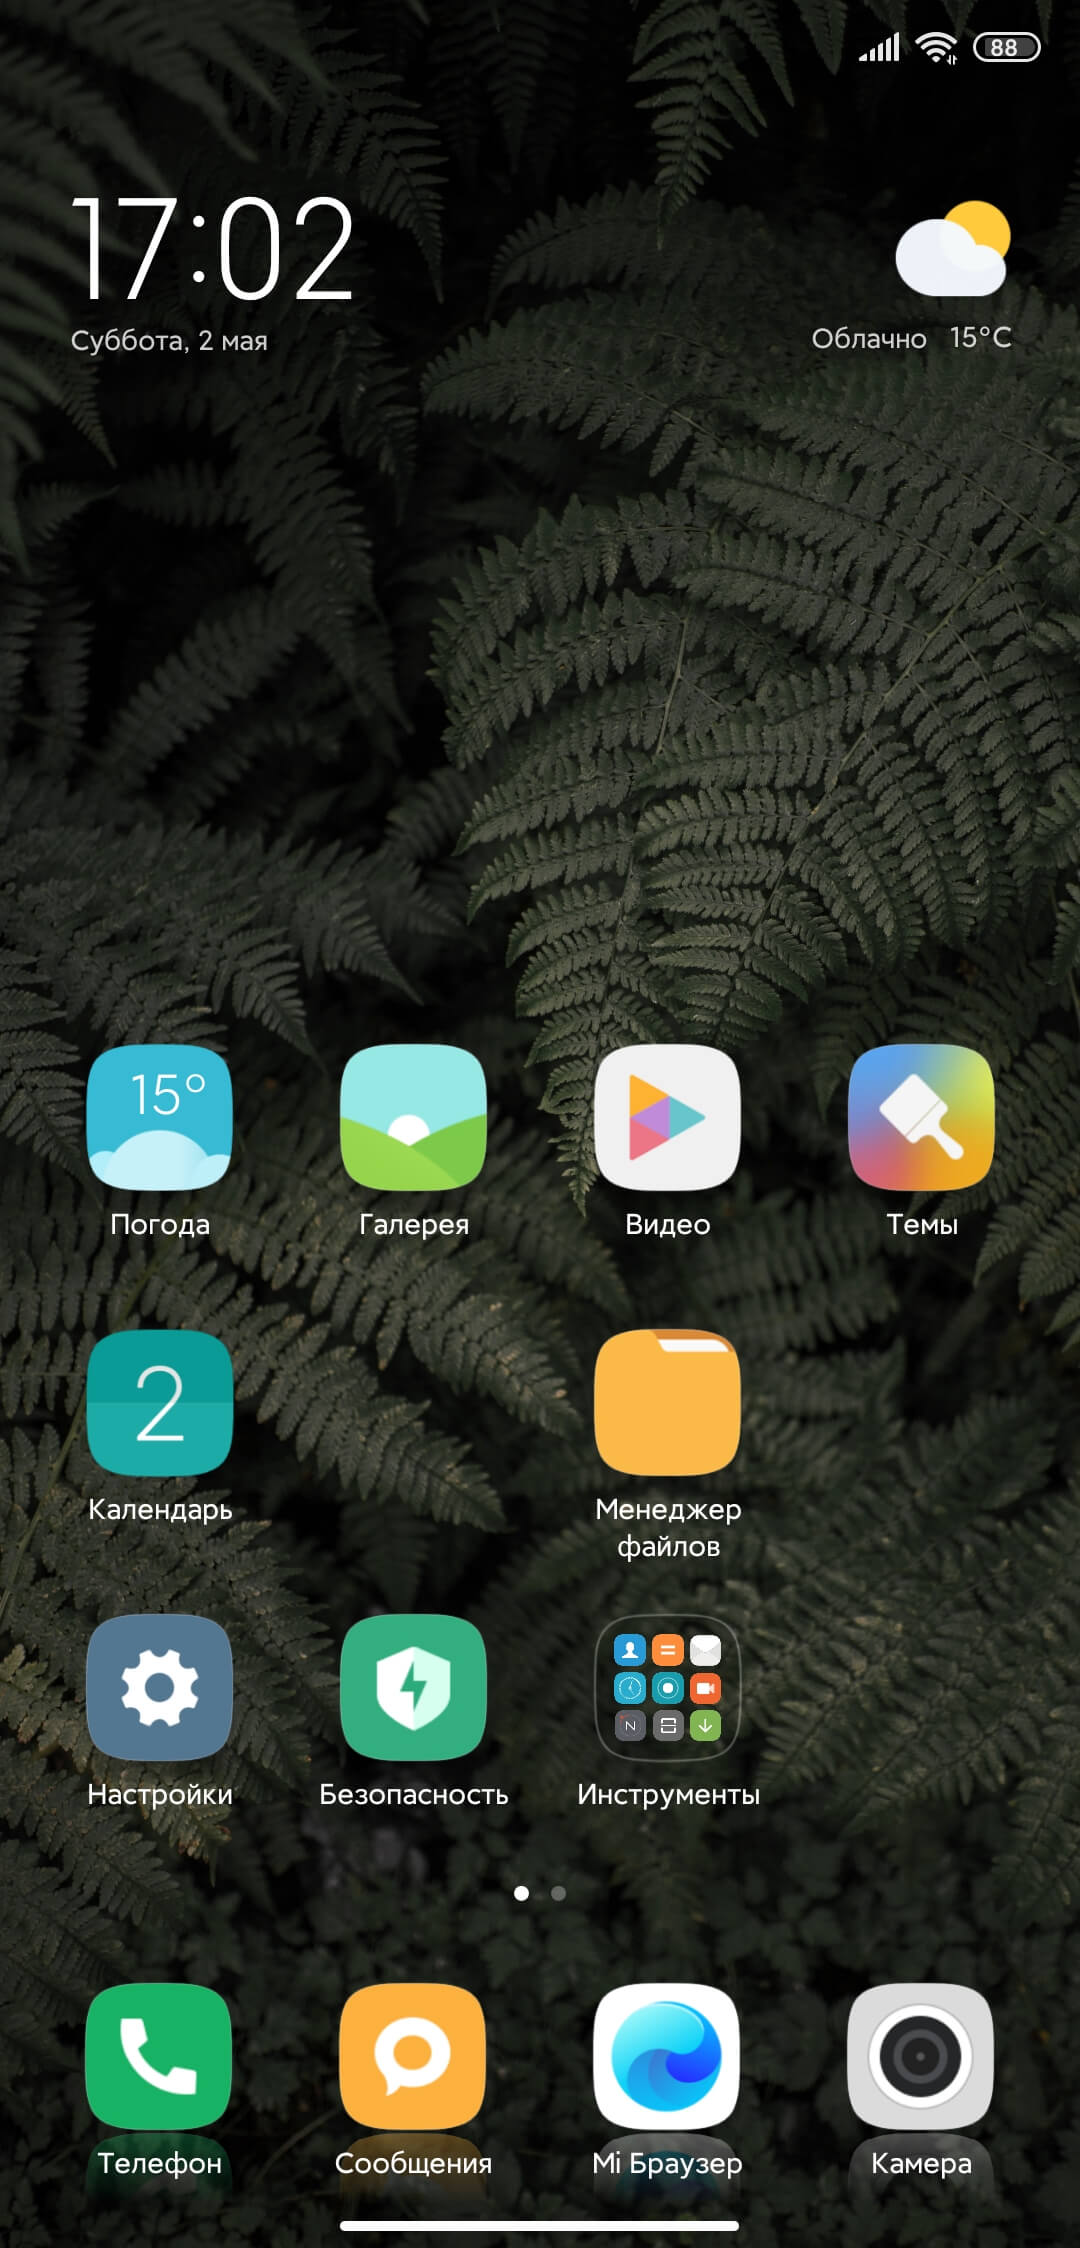 88
17:02
Суббота, 2 мая
Облачно 15°C
15°
Погода
Галерея
Видео
Темы
2
Календарь
Менеджер
файлов
Настройки
Безопасность
Инструменты
Телефон
Сообщения
Mi Браузер
Камера